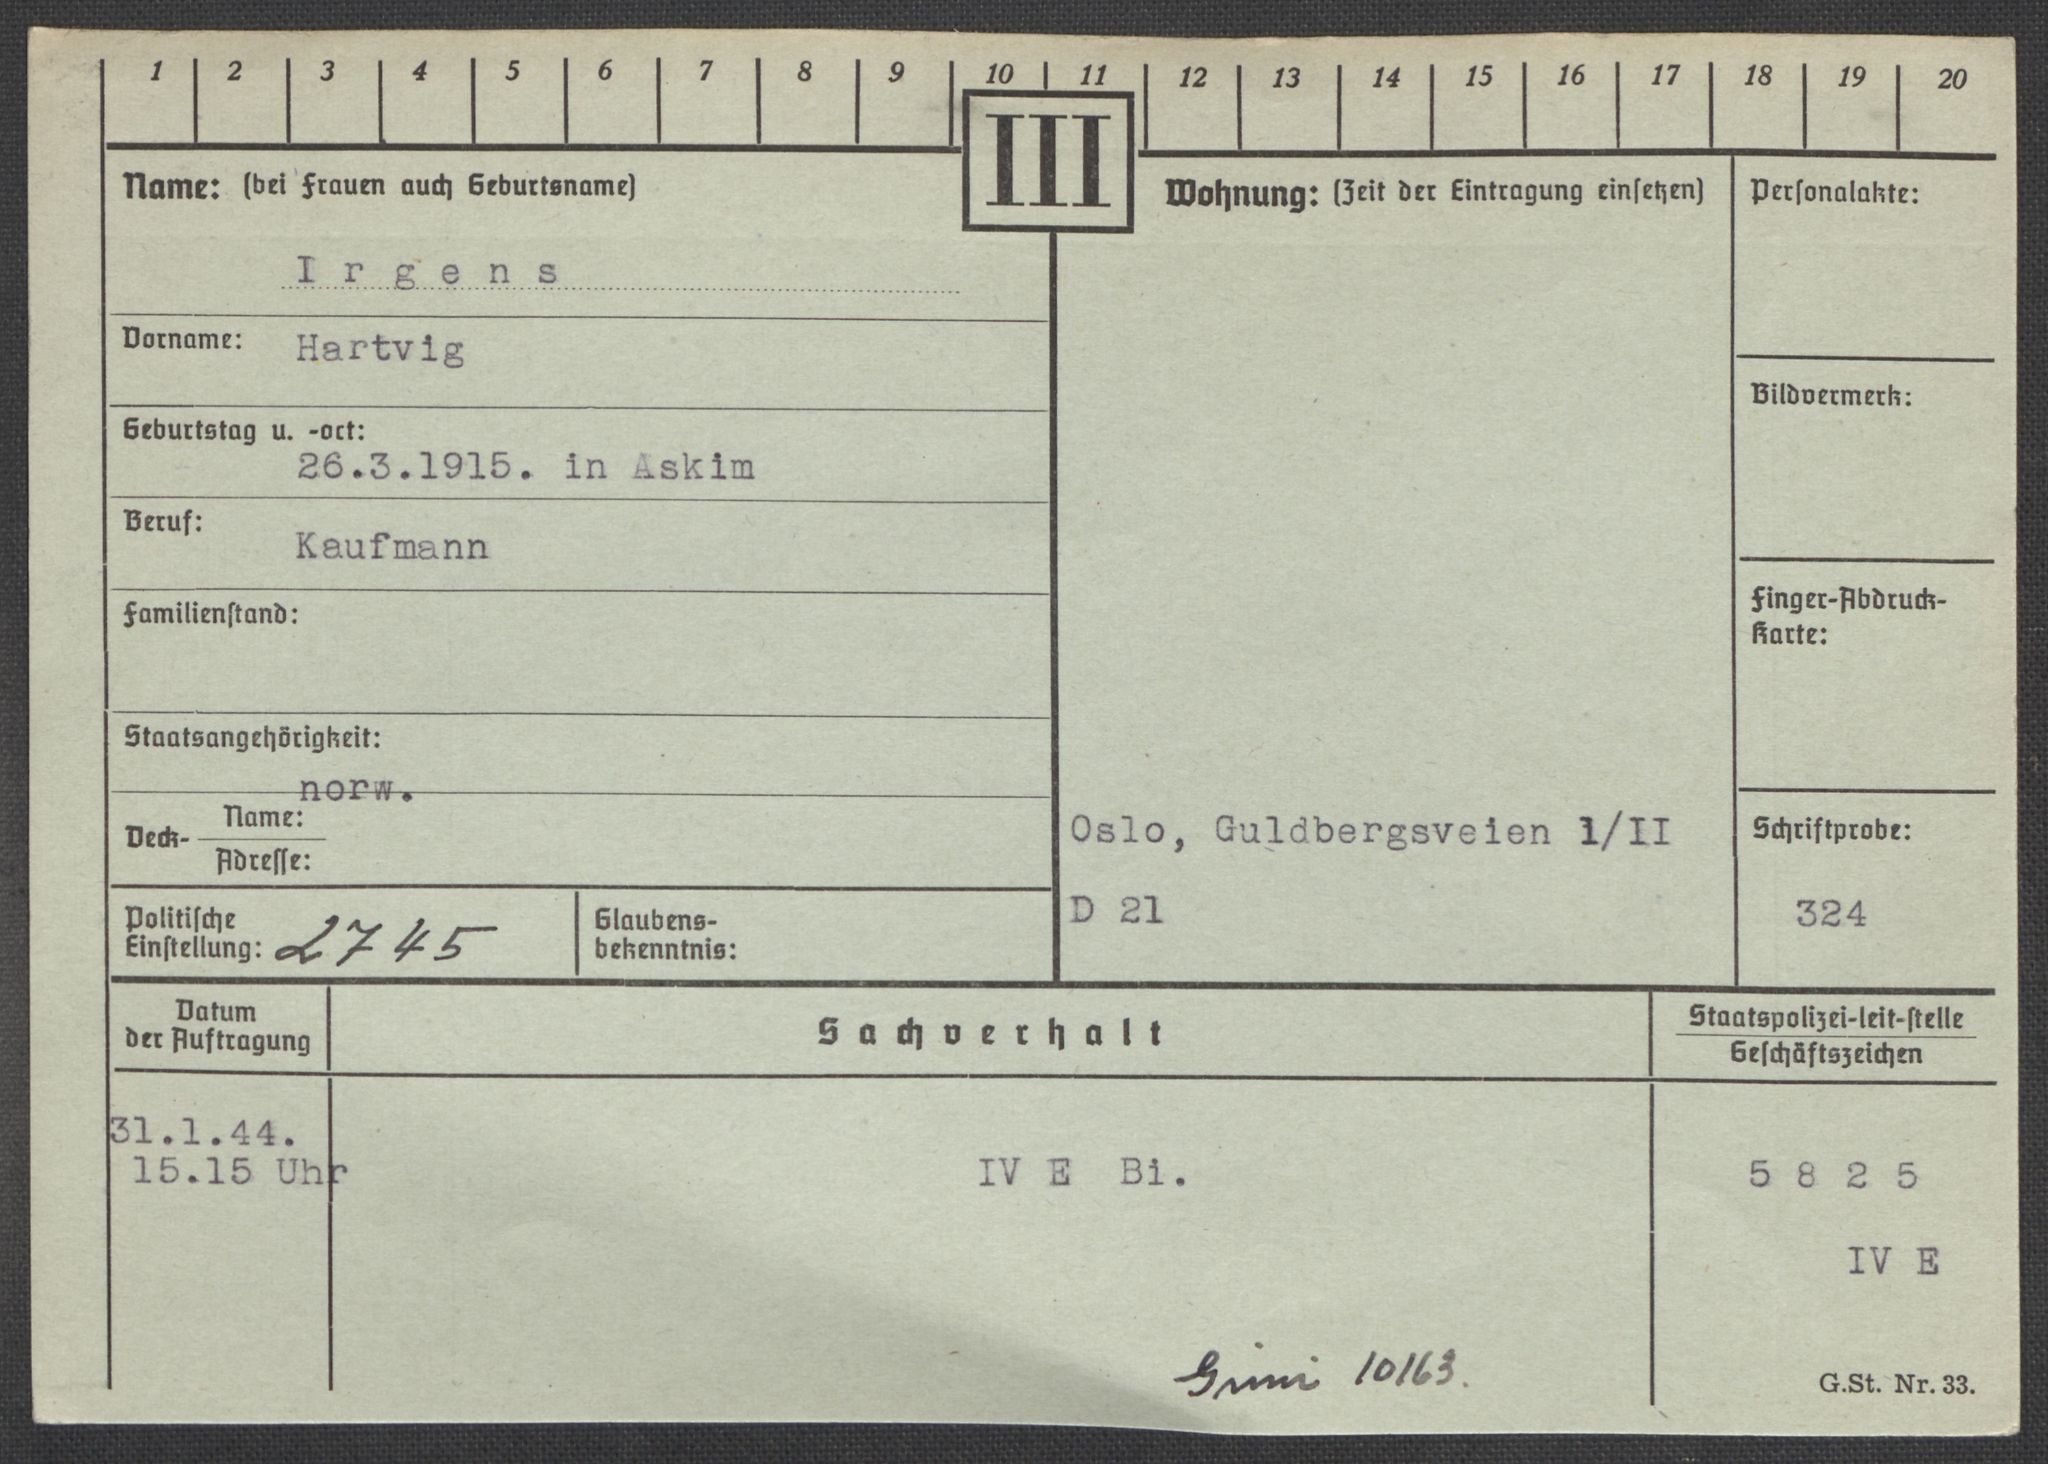 1 2 3 4 5 6 7 8 9 10 11 12 13 14 15 16 17 18 19 20
III
Name: (bei Frauen auch Geburtsname)
Irgens
Vorname: Hartvig
Geburtstag u. -ort:
26.3.1915. in Askim
Beruf:
Kaufmann
Familienstand:
Staatsangehörigkeit:
norw.
Deck- Name:
Adresse:
Politische
Einstellung: 2745
Glaubens-
bekenntnis:
Wohnung: (Zeit der Eintragung einsetzen)
Oslo, Guldbergsveien 1/II
D 21
Personalakte:
Bildvermerk:
Finger-Abdruck-
Karte:
Schriftprobe:
324
Datum
der Auftragung
Sachverhalt
Staatspolizei-leit-stelle
Geschäftszeichen
31.1.44.
15.15 Uhr IV E Bi. 5825
IV E
Grini 10163.
G.St. Nr. 33.